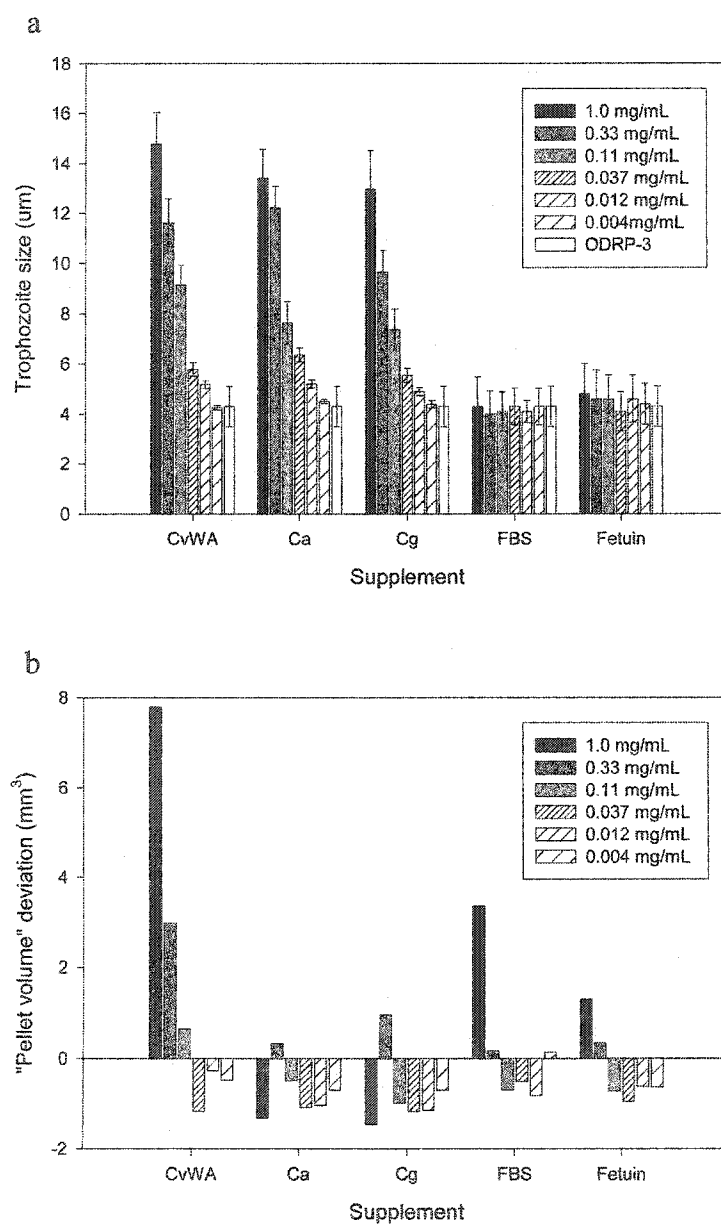 a
18
16
14
12
10
8
6
4
2
0
Trophozoite size (um)
1.0 mg/mL
0.33 mg/mL
0.11 mg/mL
0.037 mg/mL
0.012 mg/mL
0.004mg/mL
ODRP-3
CvWA Ca Cg FBS Fetuin
Supplement
b
8
6
4
2
0
-2
"Pellet volume" deviation (mm³)
1.0 mg/mL
0.33 mg/mL
0.11 mg/mL
0.037 mg/mL
0.012 mg/mL
0.004 mg/mL
CvWA Ca Cg FBS Fetuin
Supplement